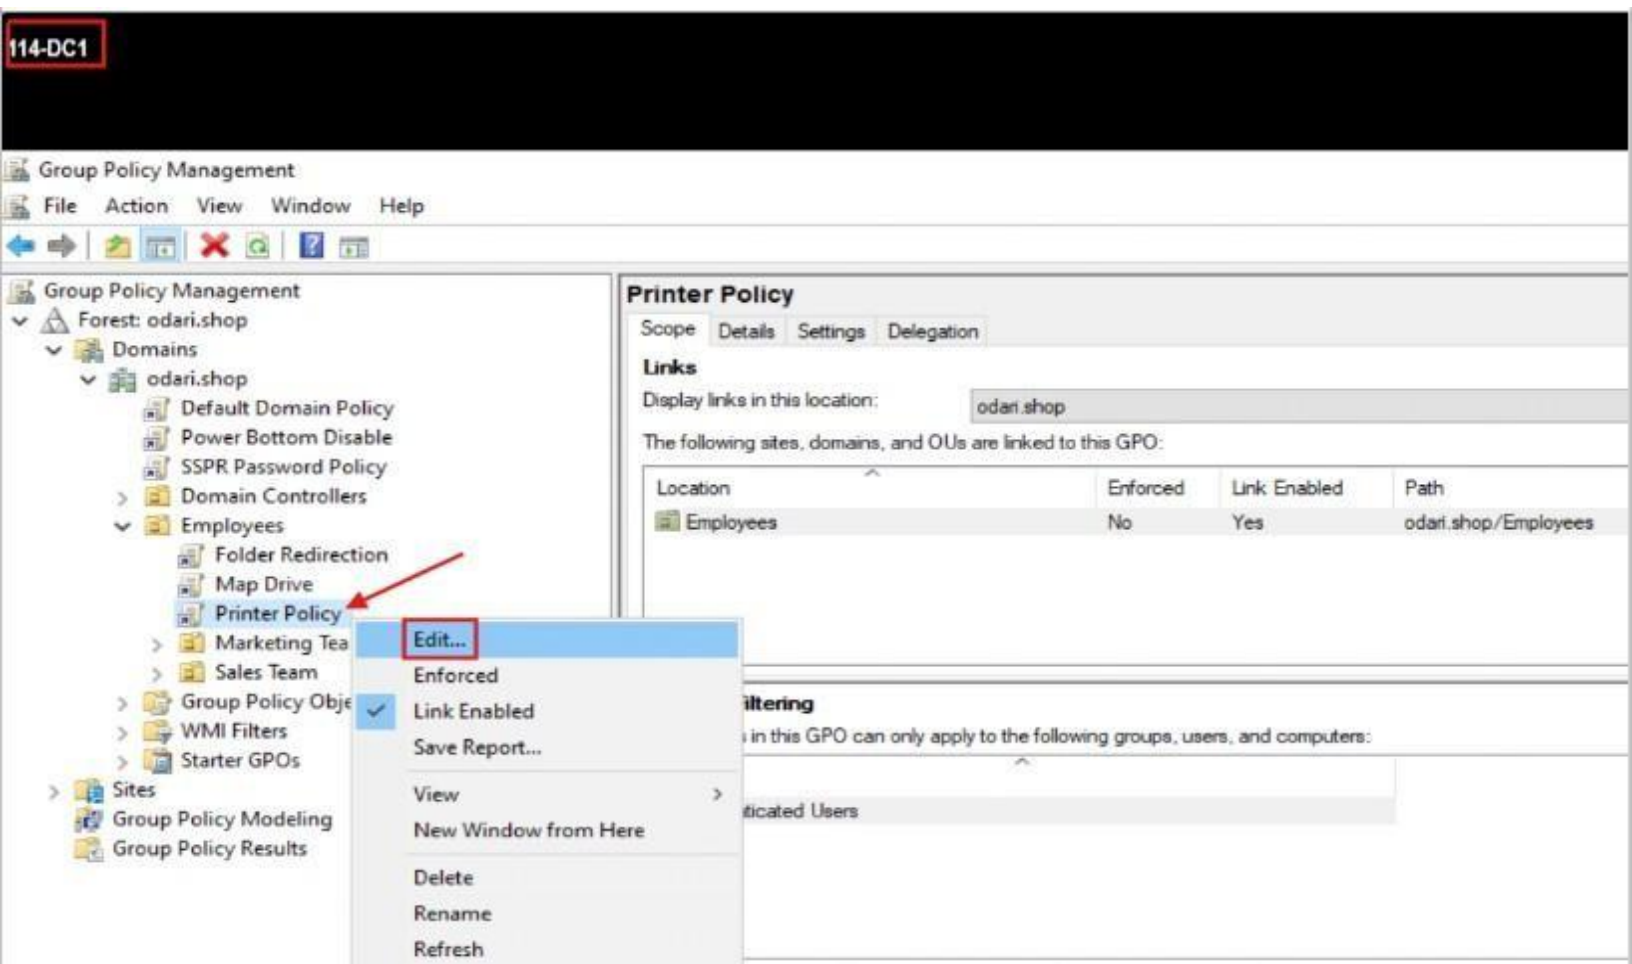 114-DC1
Group Policy Management
File Action View Window Help
Group Policy Management
Forest: odari.shop
Domains
odari.shop
Default Domain Policy
Power Bottom Disable
SSPR Password Policy
Domain Controllers
Employees
Folder Redirection
Map Drive
Printer Policy
Marketing Tea
Sales Team
Group Policy Obje
WMI Filters
Starter GPOs
Sites
Group Policy Modeling
Group Policy Results
Edit...
Enforced
Link Enabled
Save Report...
View
New Window from Here
Delete
Rename
Refresh
Printer Policy
Scope Details Settings Delegation
Links
Display links in this location: odari.shop
The following sites, domains, and OUs are linked to this GPO:
Location Enforced Link Enabled Path
Employees No Yes odari.shop/Employees
iltering
in this GPO can only apply to the following groups, users, and computers:
ticated Users